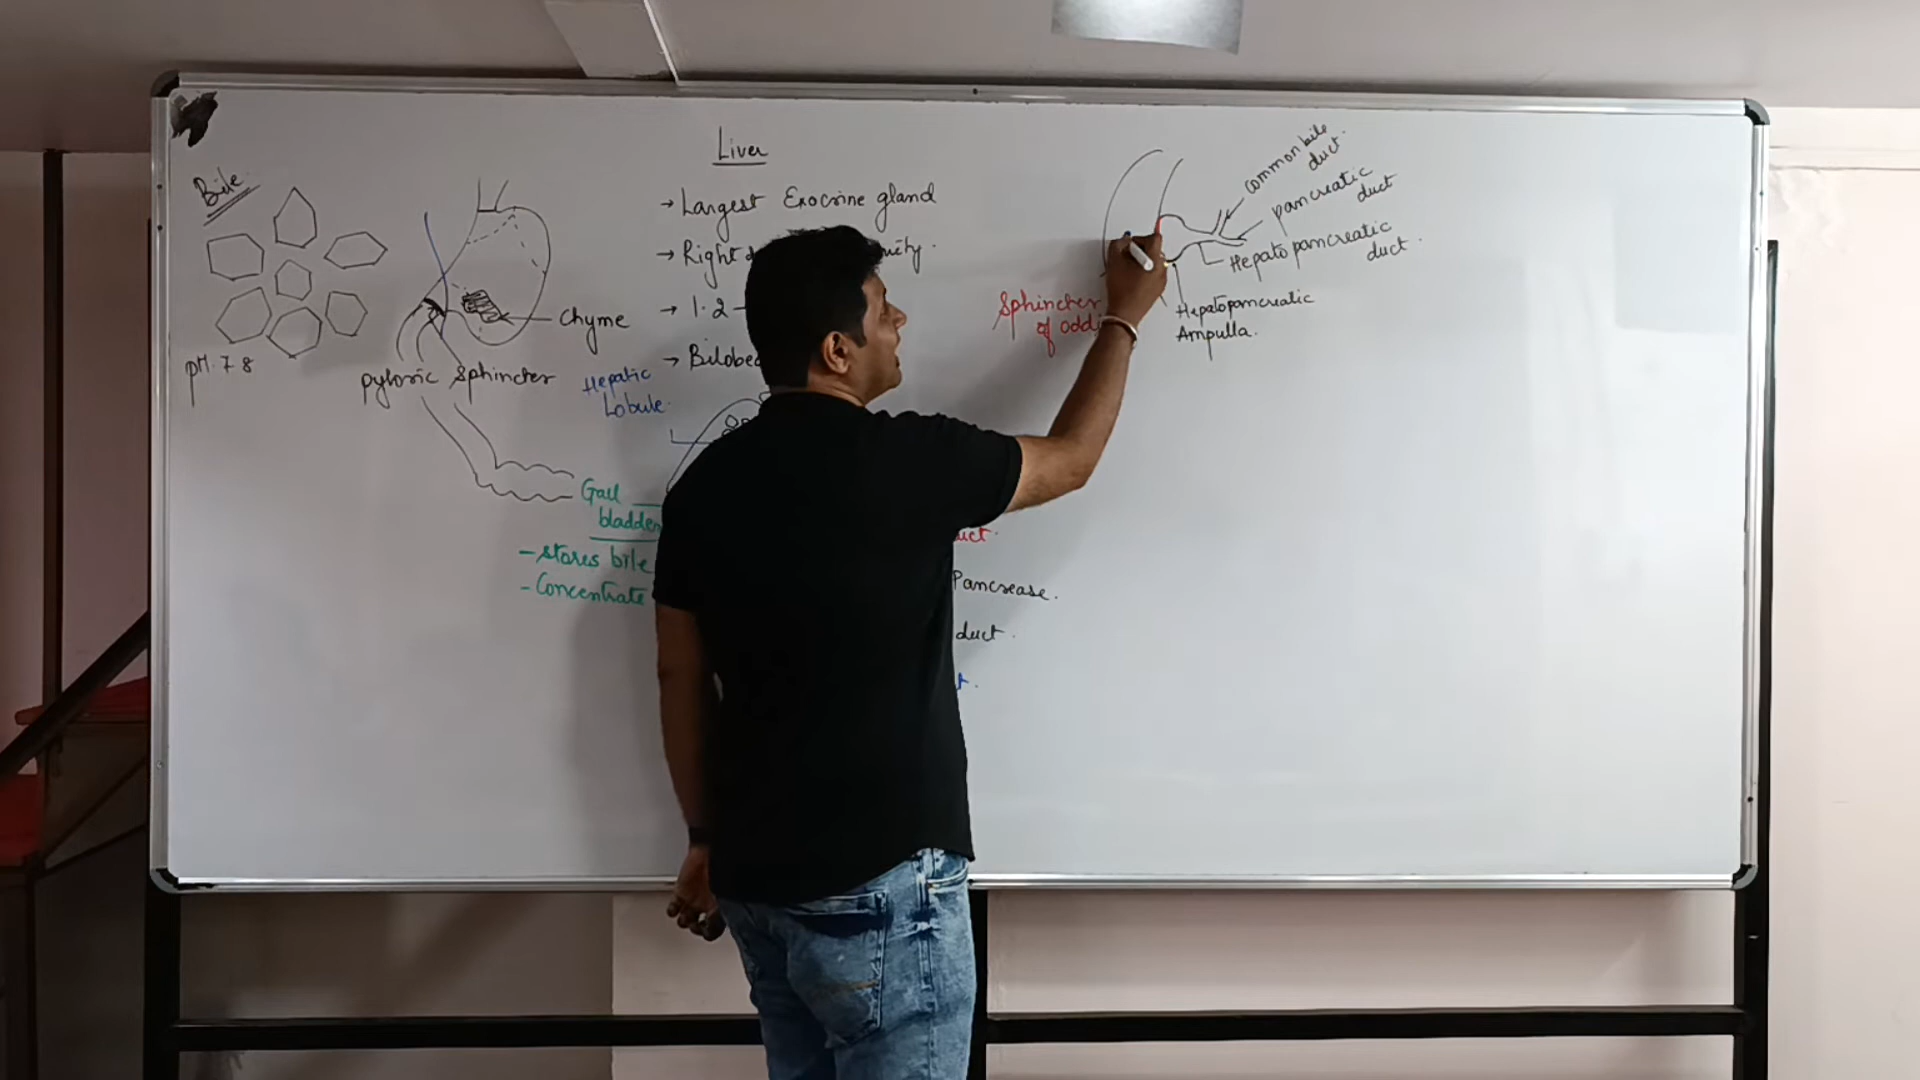 Liver
→ Largest Exocrine gland
→ Right
→ 1.2 -
→ Bilobe
Bile
pH. 7.8
chyme
pyloric sphincter
Hepatic
Lobule.
Gall
bladder
- stores bile
- Concentrate
duct.
Pancrease.
duct.
common bile
duct.
pancreatic
duct
Hepato pancreatic
duct.
Hepatopancreatic
Ampulla.
Sphincter
of oddi